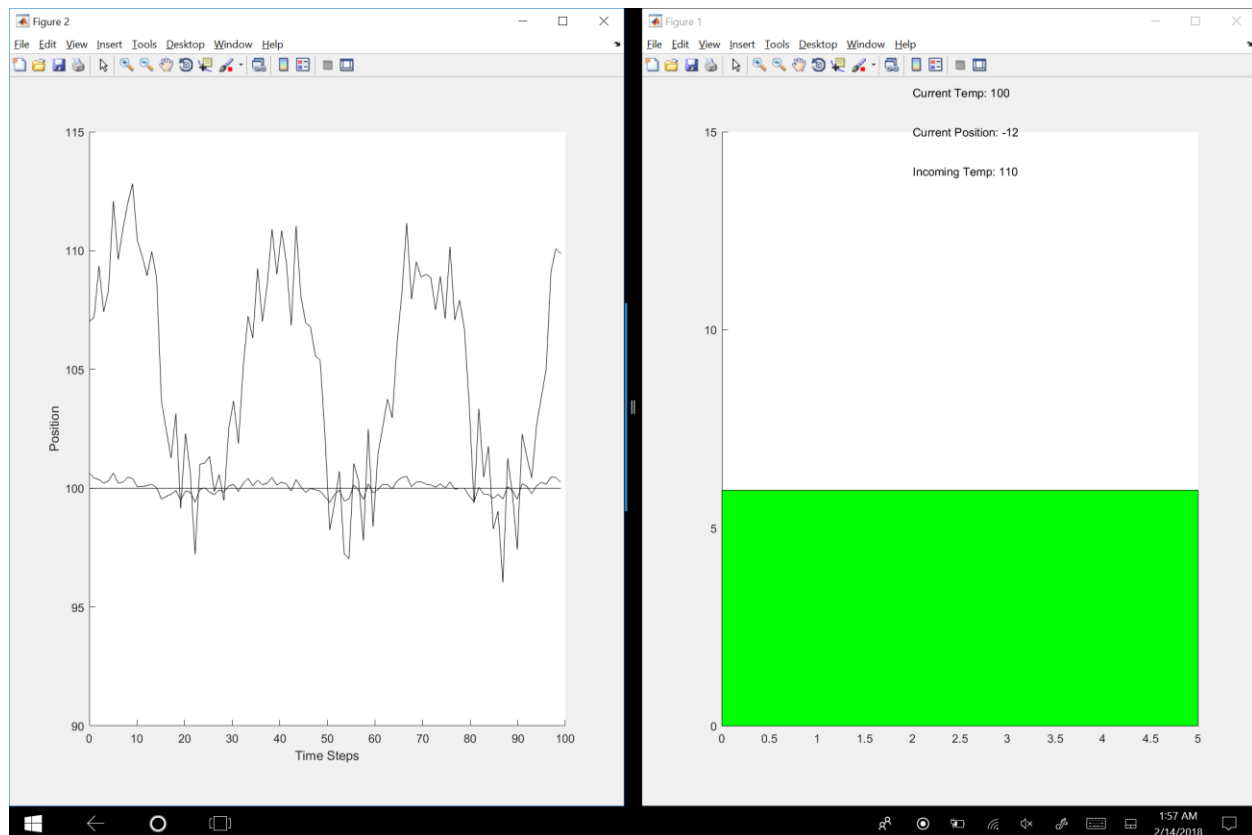 Figure 2
File Edit View Insert Tools Desktop Window Help
115
110
105
100
95
90
Position
0 10 20 30 40 50 60 70 80 90 100
Time Steps
Figure 1
File Edit View Insert Tools Desktop Window Help
Current Temp: 100
Current Position: -12
Incoming Temp: 110
15
10
5
0
0 0.5 1 1.5 2 2.5 3 3.5 4 4.5 5
1:57 AM
2/14/2018